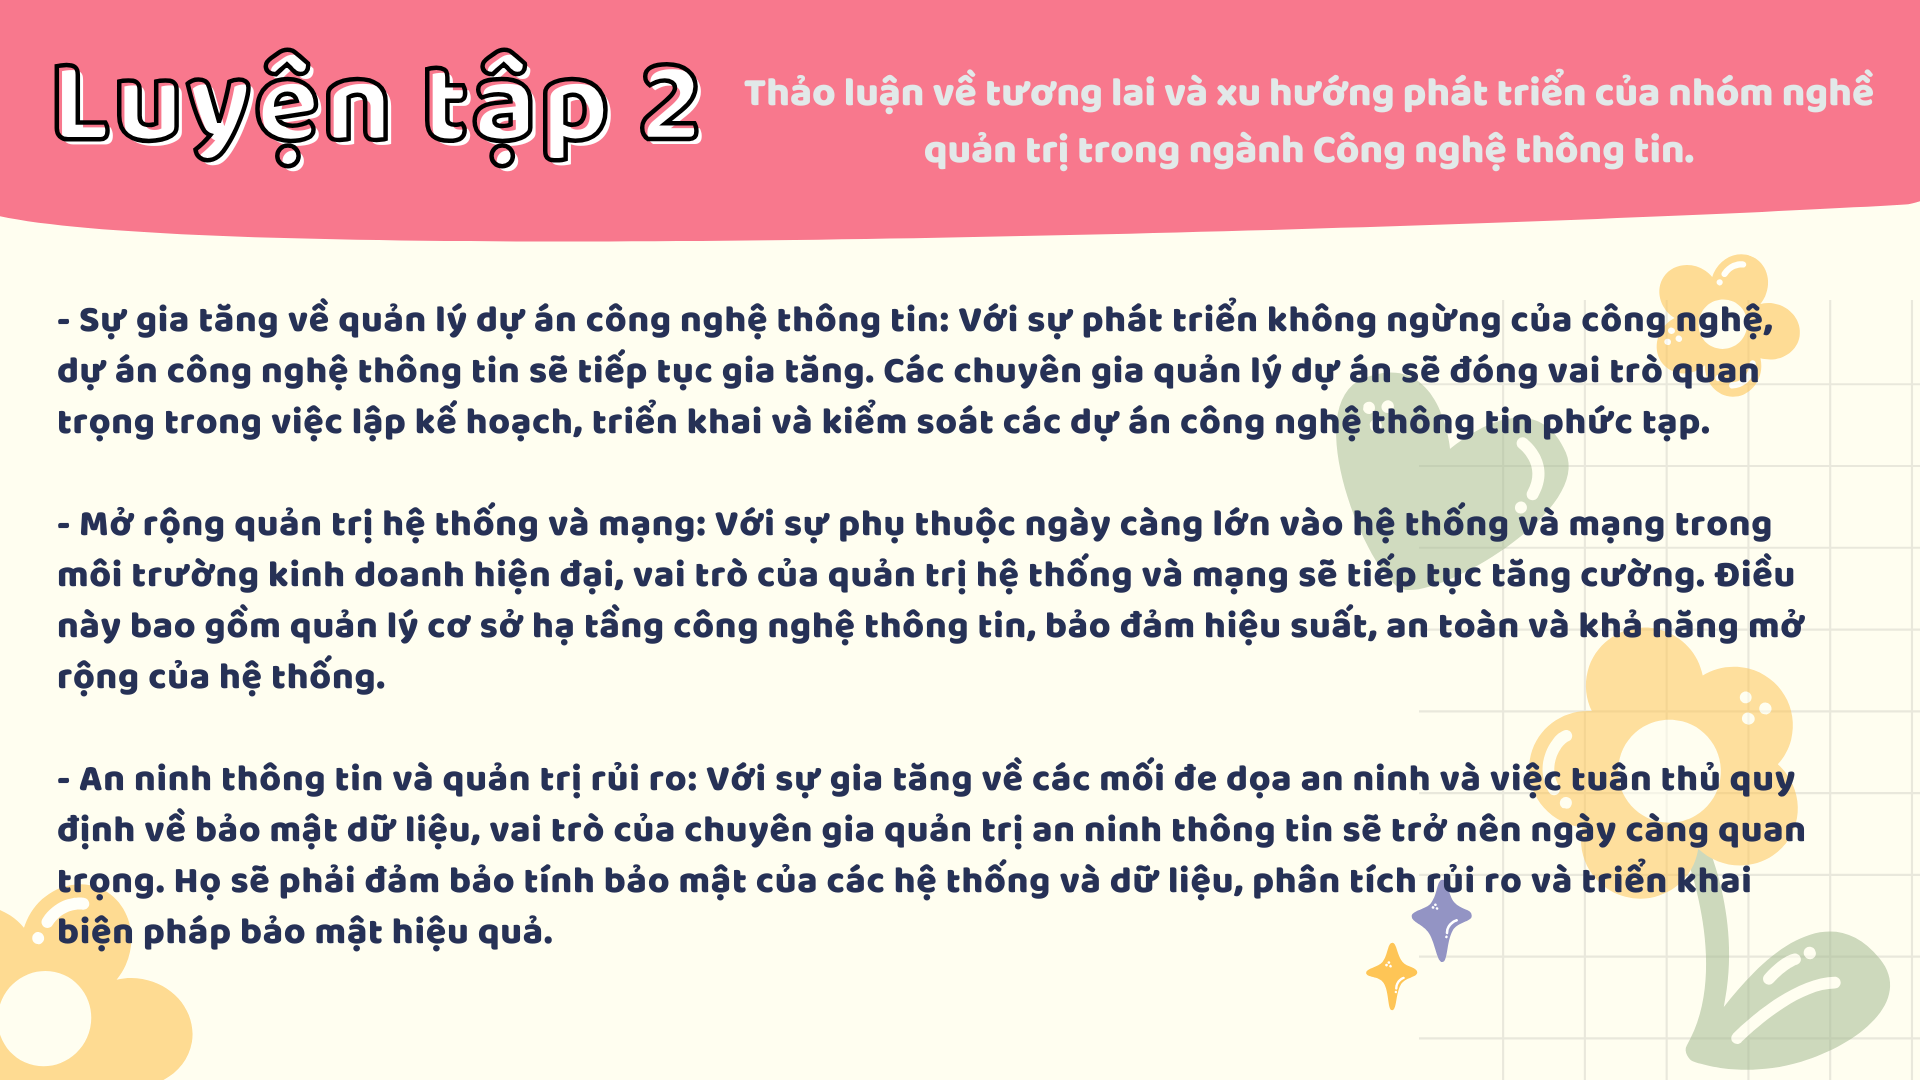 Luyện tập 2
Thảo luận về tương lai và xu hướng phát triển của nhóm nghề
quản trị trong ngành Công nghệ thông tin.
- Sự gia tăng về quản lý dự án công nghệ thông tin: Với sự phát triển không ngừng của công nghệ,
dự án công nghệ thông tin sẽ tiếp tục gia tăng. Các chuyên gia quản lý dự án sẽ đóng vai trò quan
trọng trong việc lập kế hoạch, triển khai và kiểm soát các dự án công nghệ thông tin phức tạp.
- Mở rộng quản trị hệ thống và mạng: Với sự phụ thuộc ngày càng lớn vào hệ thống và mạng trong
môi trường kinh doanh hiện đại, vai trò của quản trị hệ thống và mạng sẽ tiếp tục tăng cường. Điều
này bao gồm quản lý cơ sở hạ tầng công nghệ thông tin, bảo đảm hiệu suất, an toàn và khả năng mở
rộng của hệ thống.
- An ninh thông tin và quản trị rủi ro: Với sự gia tăng về các mối đe dọa an ninh và việc tuân thủ quy
định về bảo mật dữ liệu, vai trò của chuyên gia quản trị an ninh thông tin sẽ trở nên ngày càng quan
trọng. Họ sẽ phải đảm bảo tính bảo mật của các hệ thống và dữ liệu, phân tích rủi ro và triển khai
biện pháp bảo mật hiệu quả.